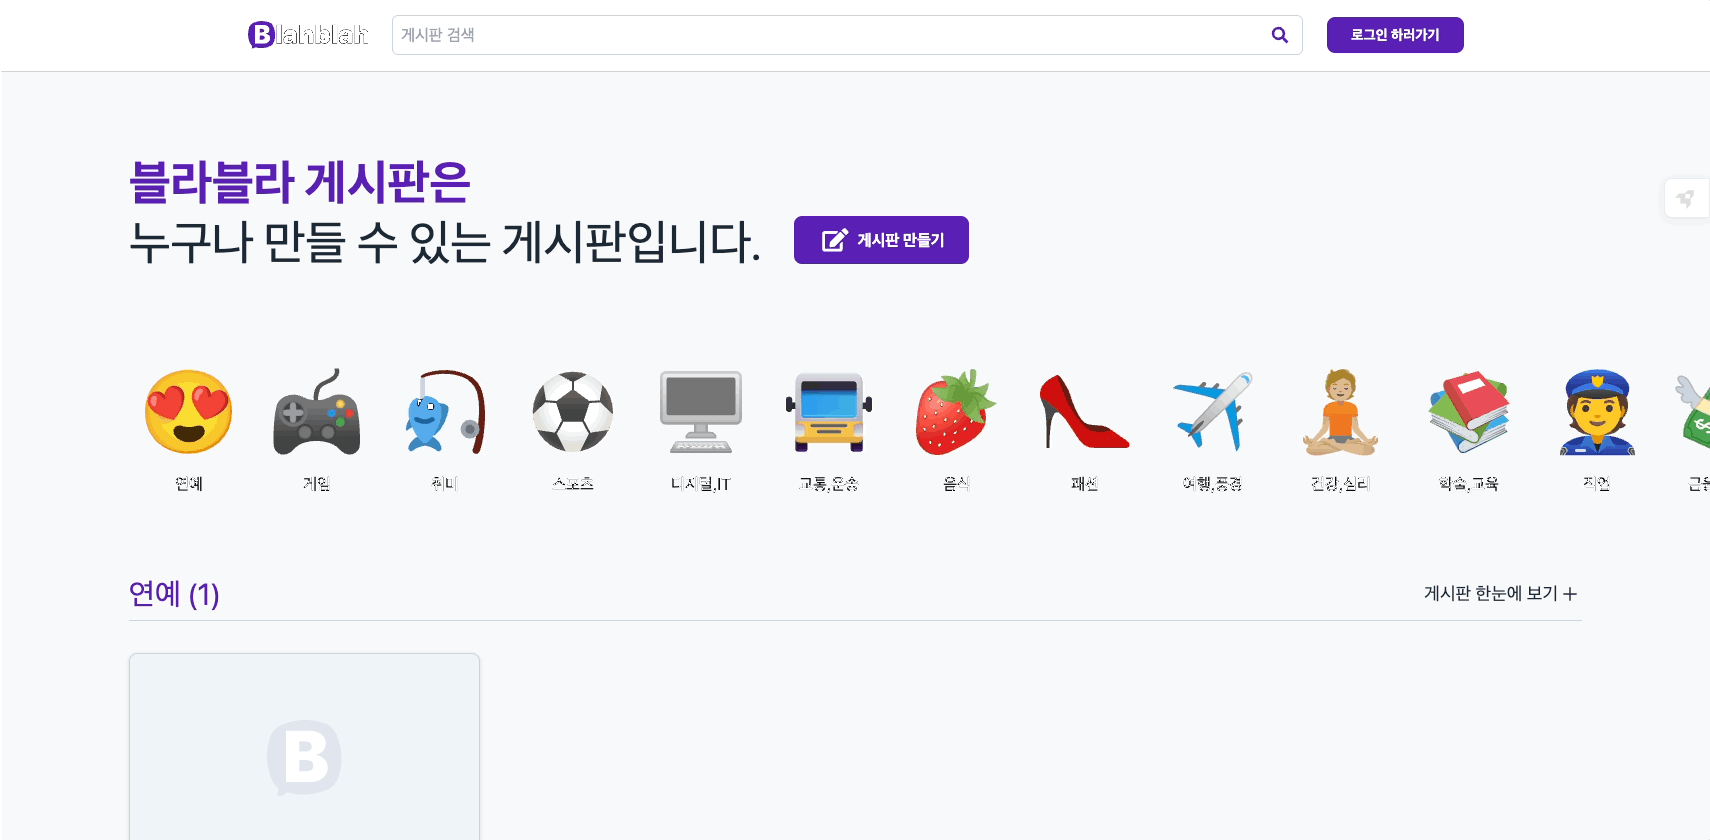 Blahblah
게시판 검색
로그인 하러가기
블라블라 게시판은
누구나 만들 수 있는 게시판입니다.
게시판 만들기
연예
게임
취미
스포츠
디지털,IT
교통,운송
음식
패션
여행,풍경
건강,심리
학술,교육
직업
연예 (1)
게시판 한눈에 보기 +
B